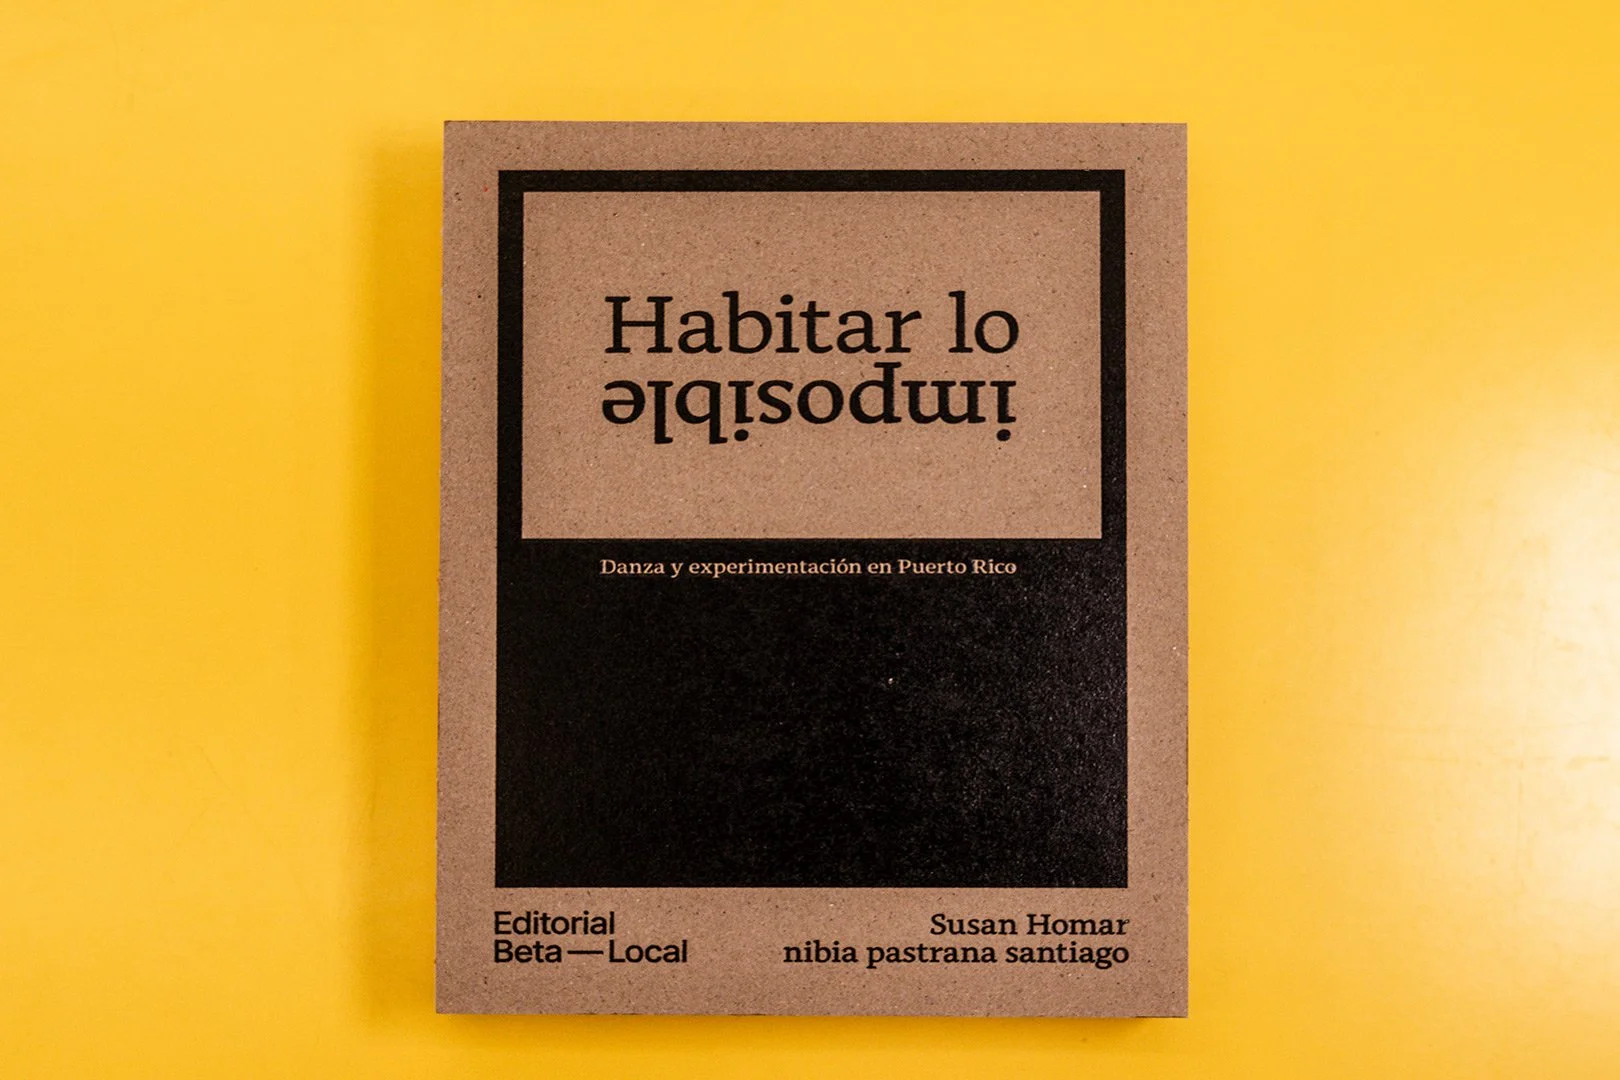 Habitar lo
imposible
Danza y experimentación en Puerto Rico
Editorial
Beta — Local
Susan Homar
nibia pastrana santiago